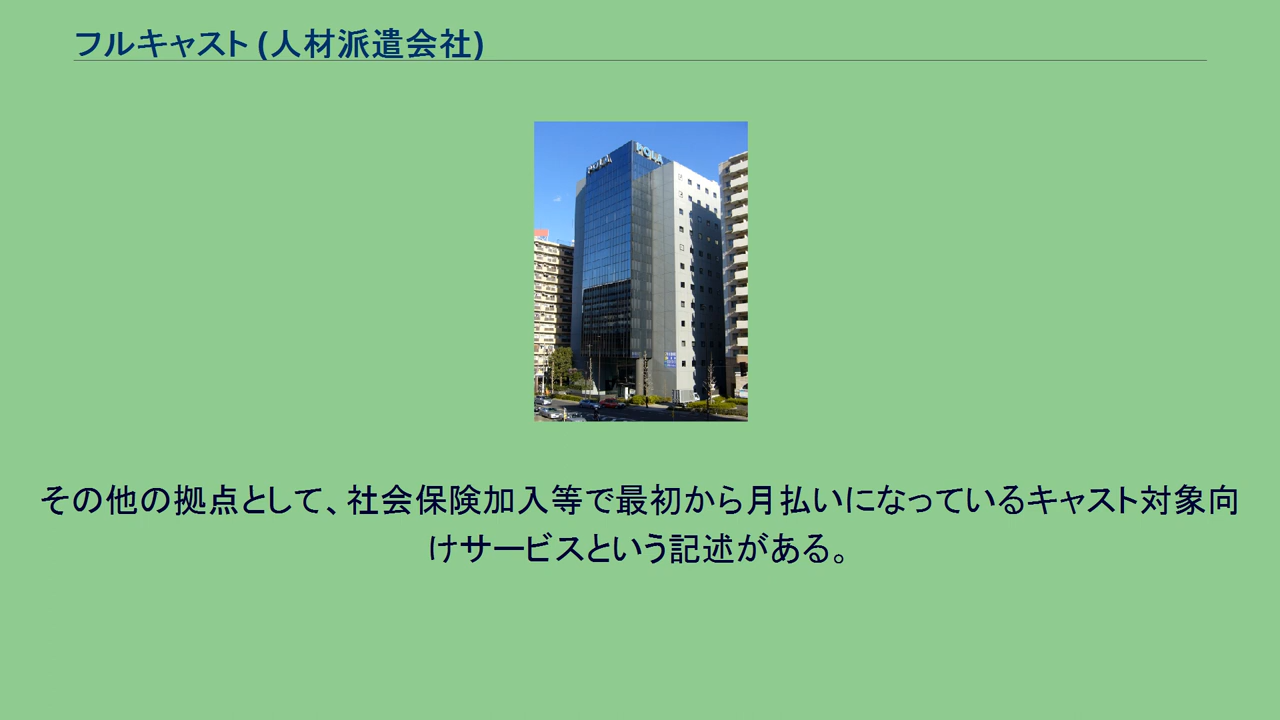 フルキャスト (人材派遣会社)
POLA
POLA
その他の拠点として、社会保険加入等で最初から月払いになっているキャスト対象向
けサービスという記述がある。